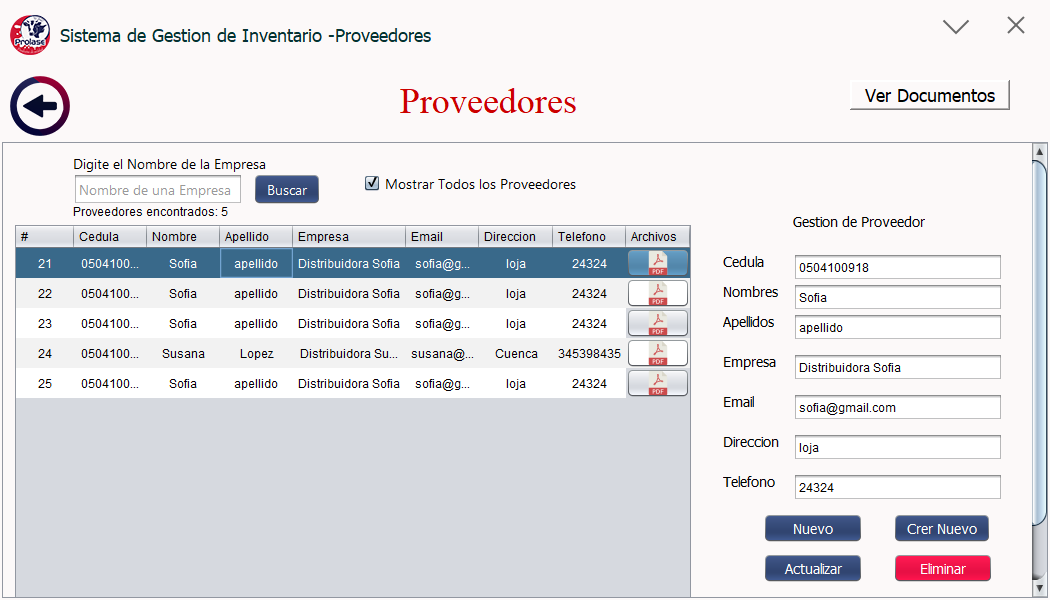 Prolase
Sistema de Gestion de Inventario -Proveedores
Proveedores
Ver Documentos
Digite el Nombre de la Empresa
Nombre de una Empresa Buscar
Mostrar Todos los Proveedores
Proveedores encontrados: 5
# Cedula Nombre Apellido Empresa Email Direccion Telefono Archivos
21 0504100... Sofia apellido Distribuidora Sofia sofia@g... loja 24324 PDF
22 0504100... Sofia apellido Distribuidora Sofia sofia@g... loja 24324 PDF
23 0504100... Sofia apellido Distribuidora Sofia sofia@g... loja 24324 PDF
24 0504100... Susana Lopez Distribuidora Su... susana@... Cuenca 345398435 PDF
25 0504100... Sofia apellido Distribuidora Sofia sofia@g... loja 24324 PDF
Gestion de Proveedor
Cedula 0504100918
Nombres Sofia
Apellidos apellido
Empresa Distribuidora Sofia
Email sofia@gmail.com
Direccion loja
Telefono 24324
Nuevo Crer Nuevo
Actualizar Eliminar